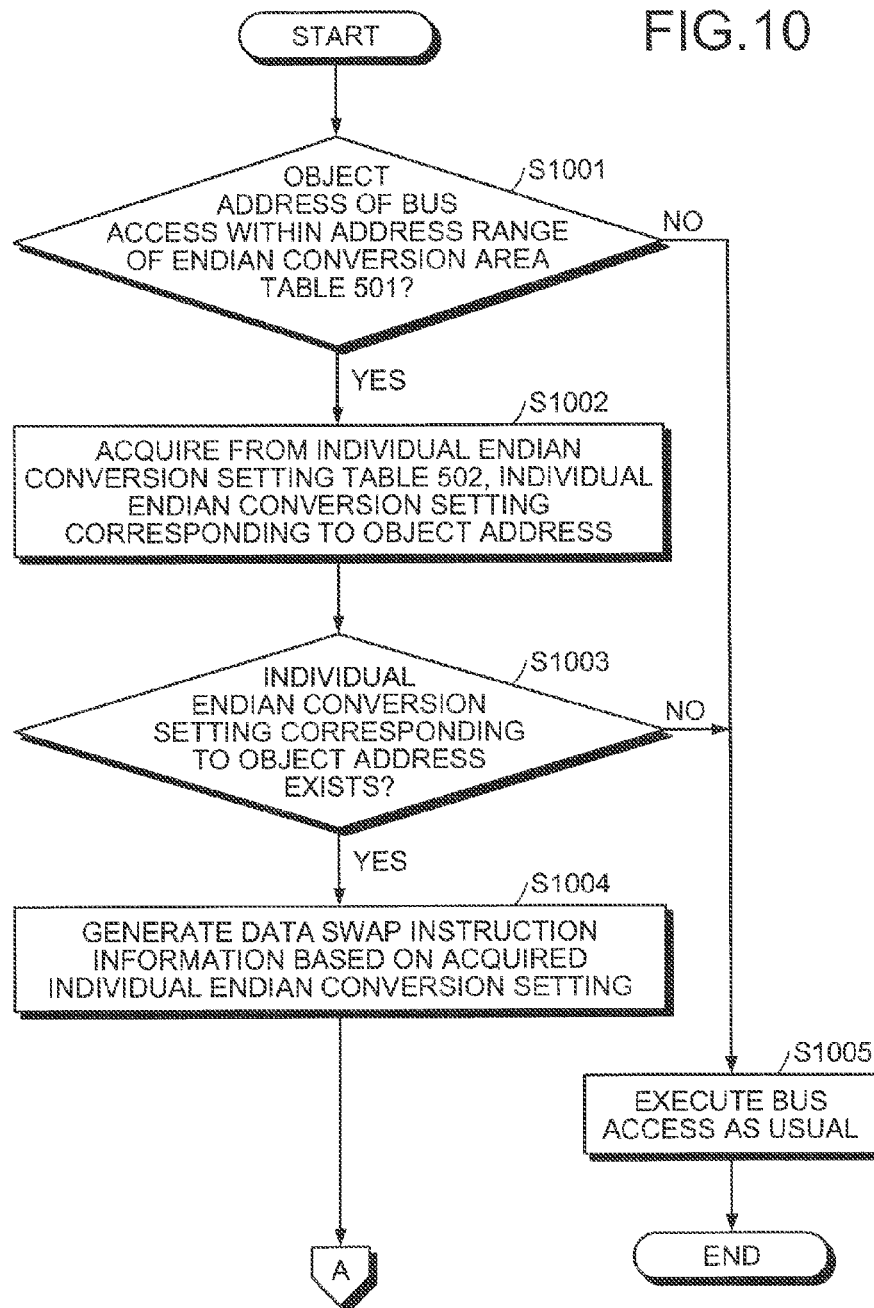 FIG.10
START
S1001
OBJECT
ADDRESS OF BUS
ACCESS WITHIN ADDRESS RANGE
OF ENDIAN CONVERSION AREA
TABLE 501?
NO
YES
S1002
ACQUIRE FROM INDIVIDUAL ENDIAN
CONVERSION SETTING TABLE 502, INDIVIDUAL
ENDIAN CONVERSION SETTING
CORRESPONDING TO OBJECT ADDRESS
S1003
INDIVIDUAL
ENDIAN CONVERSION
SETTING CORRESPONDING
TO OBJECT ADDRESS
EXISTS?
NO
YES
S1004
GENERATE DATA SWAP INSTRUCTION
INFORMATION BASED ON ACQUIRED
INDIVIDUAL ENDIAN CONVERSION SETTING
S1005
EXECUTE BUS
ACCESS AS USUAL
A
END